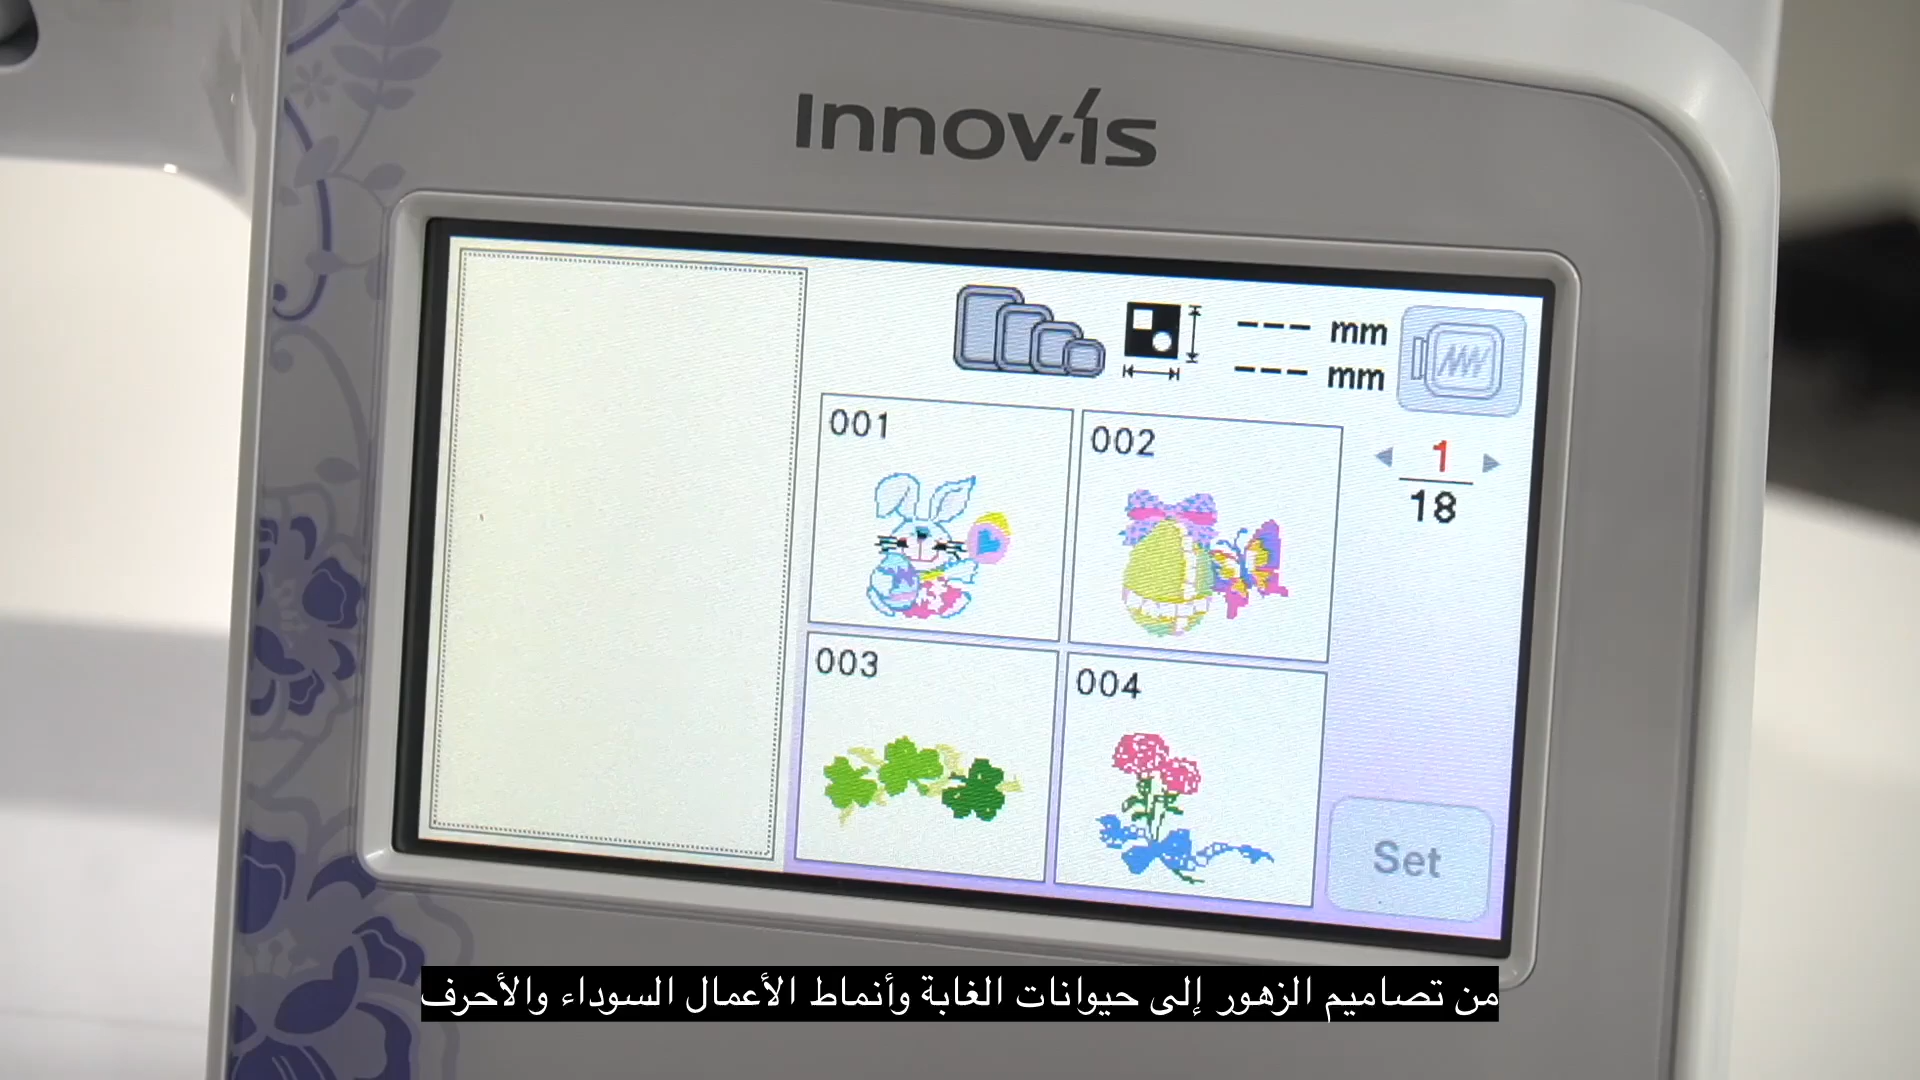 INNOV-ÍS
--- mm
--- mm
001
002
1
18
003
004
Set
من تصاميم الزهور إلى حيوانات الغابة وأنماط الأعمال السوداء والأحرف